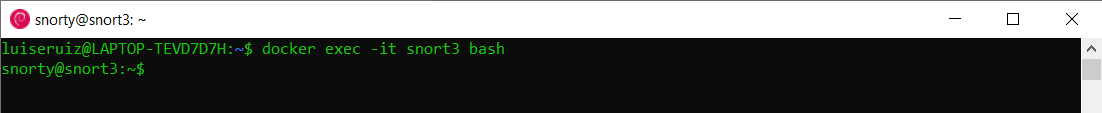 snorty@snort3: ~
luiseruiz@LAPTOP-TEVD7D7H:~$ docker exec -it snort3 bash
snorty@snort3:~$